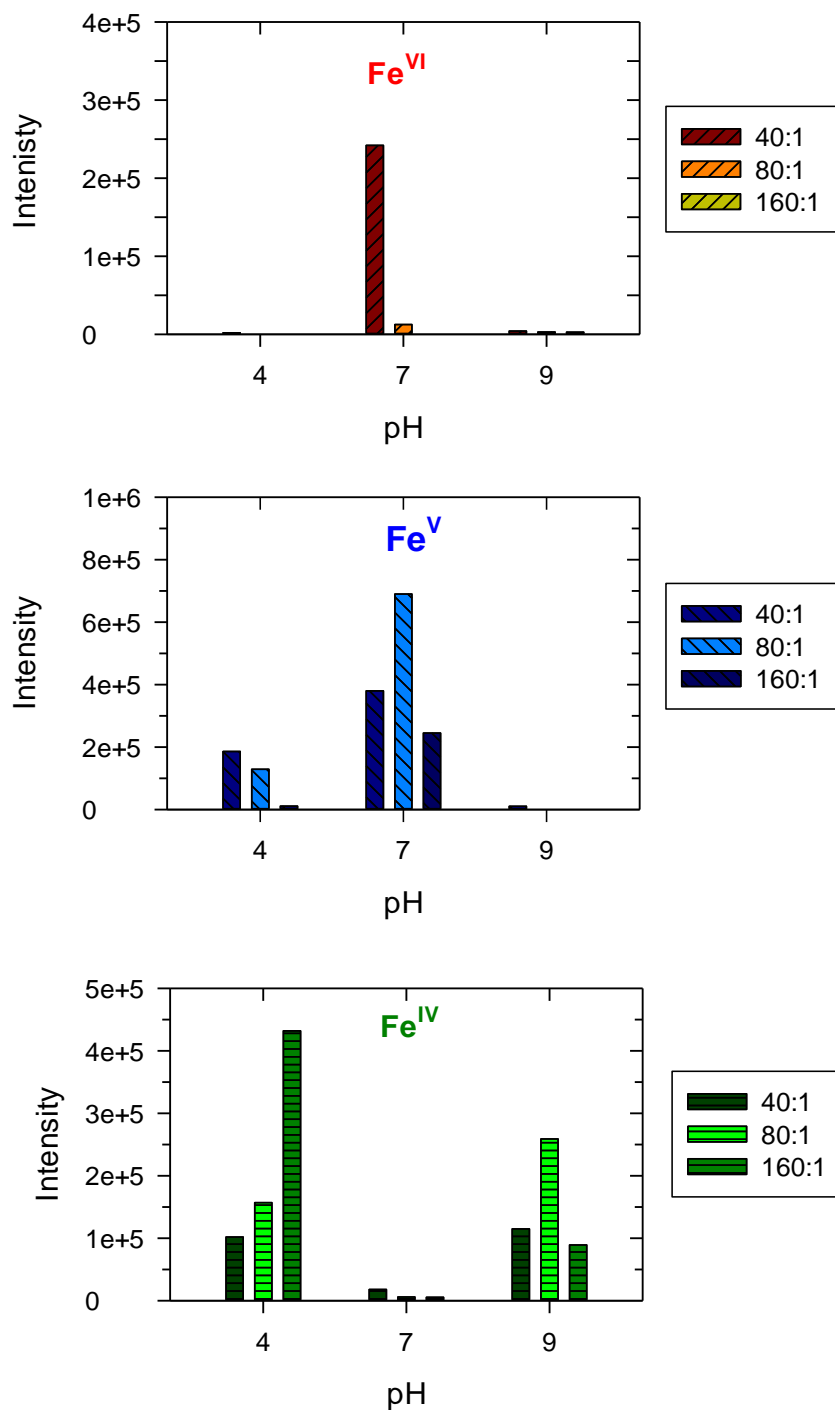 4e+5
Fe^VI
3e+5
2e+5
1e+5
0
Intenisty
4 7 9
pH
40:1
80:1
160:1
1e+6
Fe^V
8e+5
6e+5
4e+5
2e+5
0
Intensity
4 7 9
pH
40:1
80:1
160:1
5e+5
Fe^IV
4e+5
3e+5
2e+5
1e+5
0
Intensity
4 7 9
pH
40:1
80:1
160:1